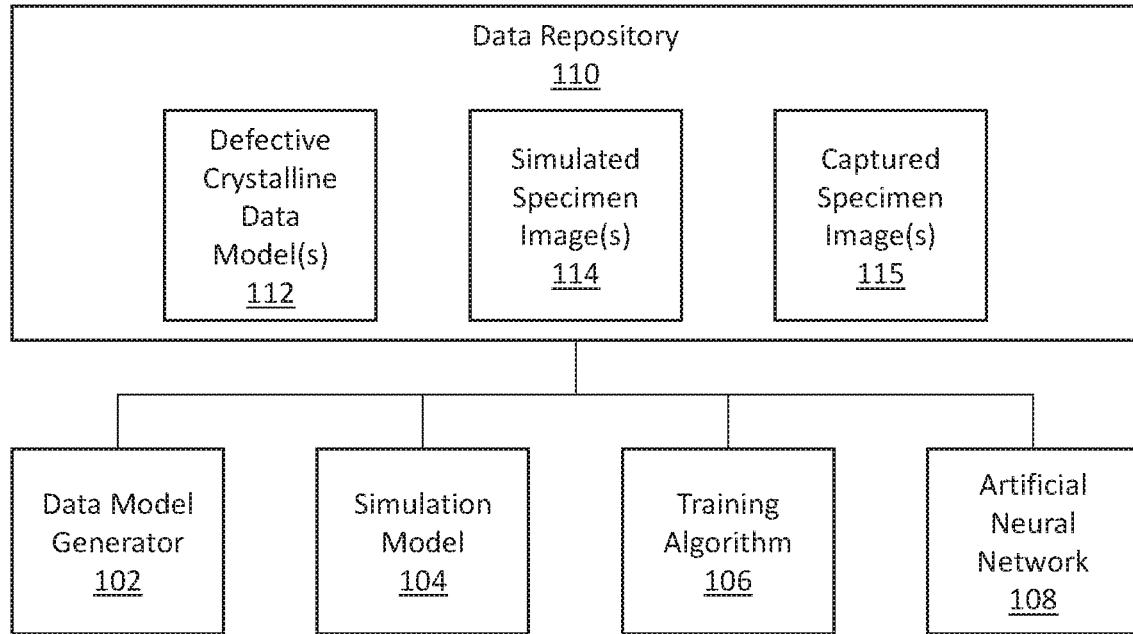 Data Repository
110
Defective
Crystalline
Data
Model(s)
112
Simulated
Specimen
Image(s)
114
Captured
Specimen
Image(s)
115
Data Model
Generator
102
Simulation
Model
104
Training
Algorithm
106
Artificial
Neural
Network
108